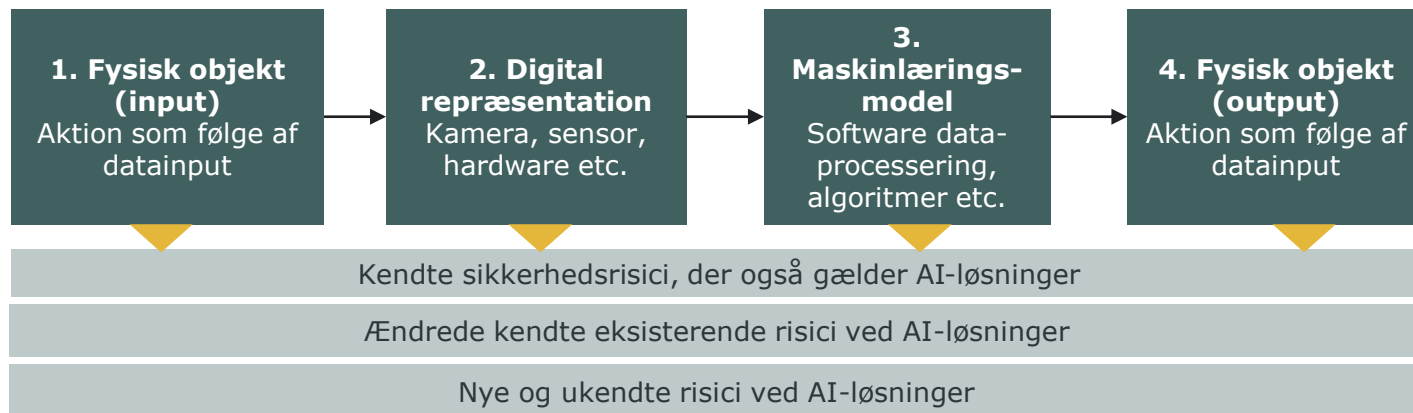 1. Fysisk objekt
(input)
Aktion som følge af
datainput
2. Digital
repræsentation
Kamera, sensor,
hardware etc.
3.
Maskinlærings-
model
Software data-
processering,
algoritmer etc.
4. Fysisk objekt
(output)
Aktion som følge af
datainput
Kendte sikkerhedsrisici, der også gælder AI-løsninger
Ændrede kendte eksisterende risici ved AI-løsninger
Nye og ukendte risici ved AI-løsninger